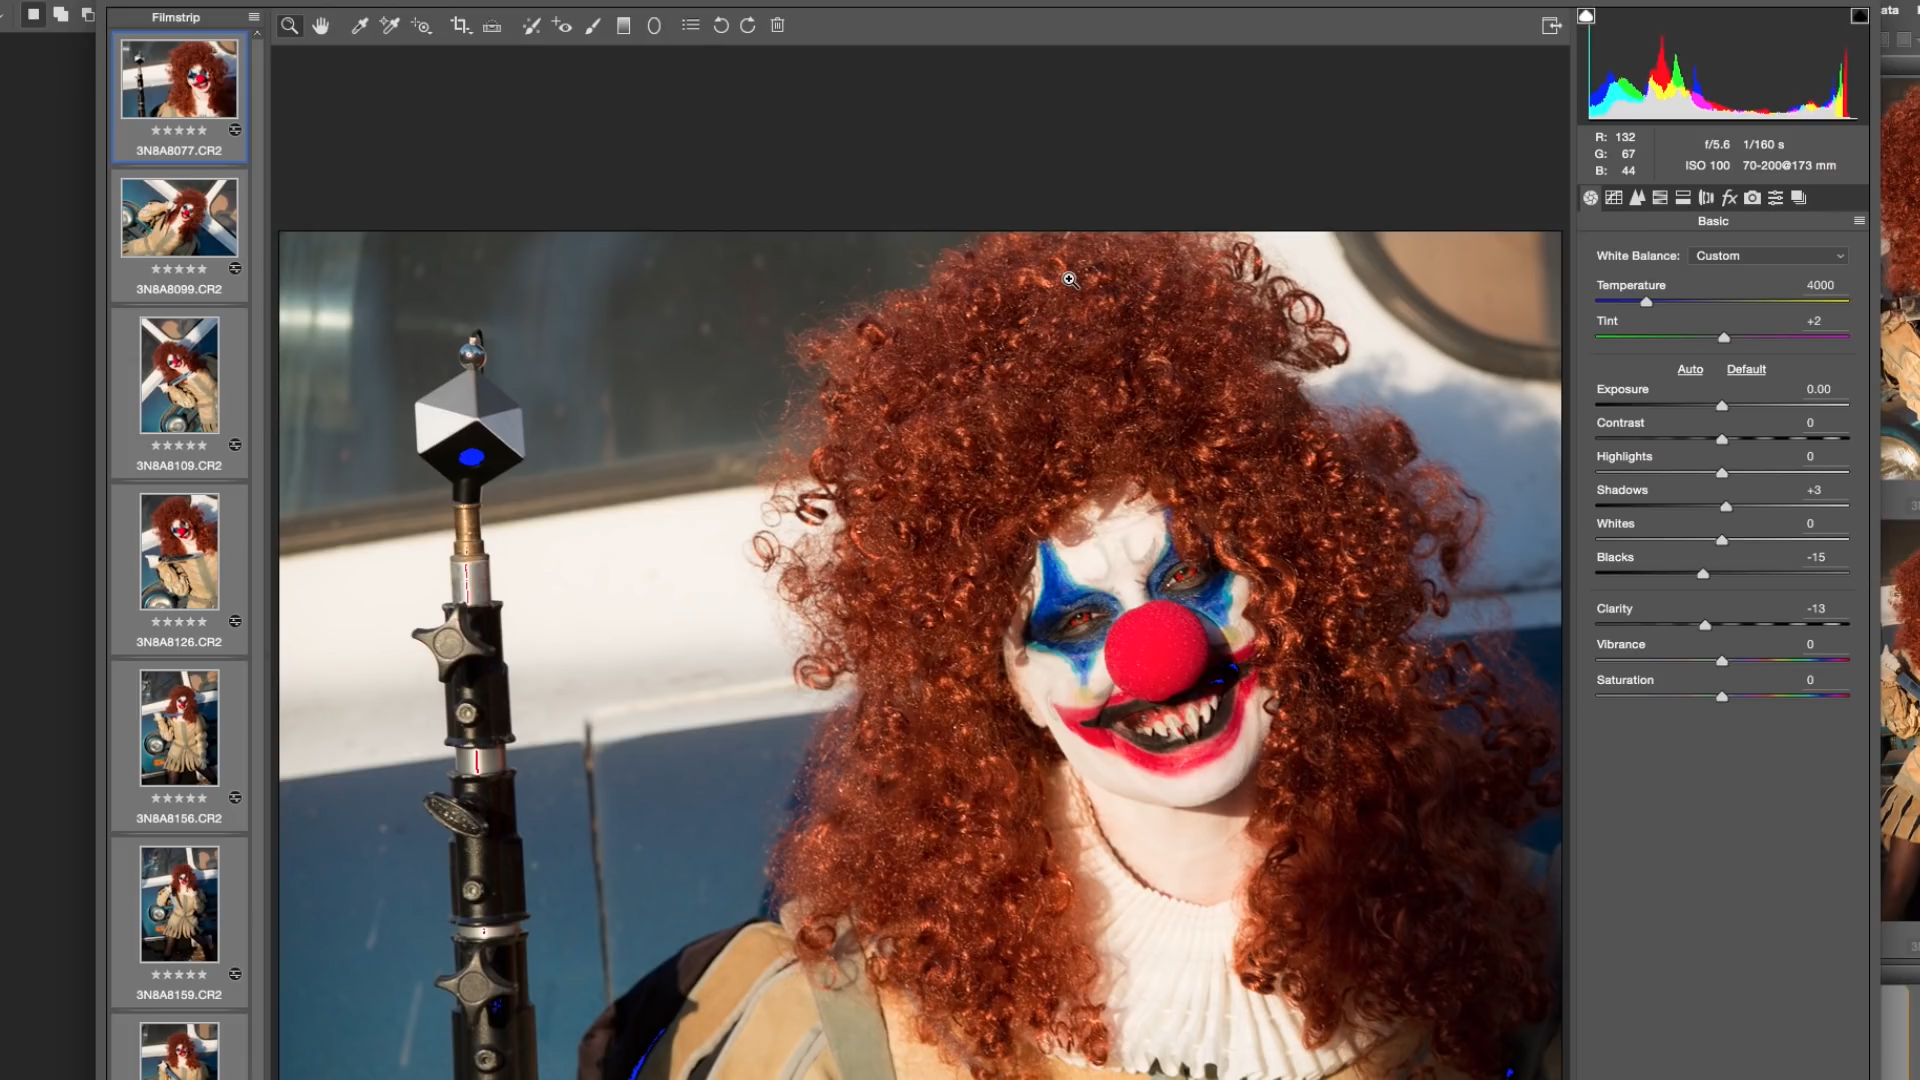 Filmstrip
3N8A8077.CR2
3N8A8099.CR2
3N8A8109.CR2
3N8A8126.CR2
3N8A8156.CR2
3N8A8159.CR2
R: 132
G: 67
B: 44
f/5.6 1/160 s
ISO 100 70-200@173 mm
fx
Basic
White Balance: Custom
Temperature 4000
Tint +2
Auto Default
Exposure 0.00
Contrast 0
Highlights 0
Shadows +3
Whites 0
Blacks -15
Clarity -13
Vibrance 0
Saturation 0
ata